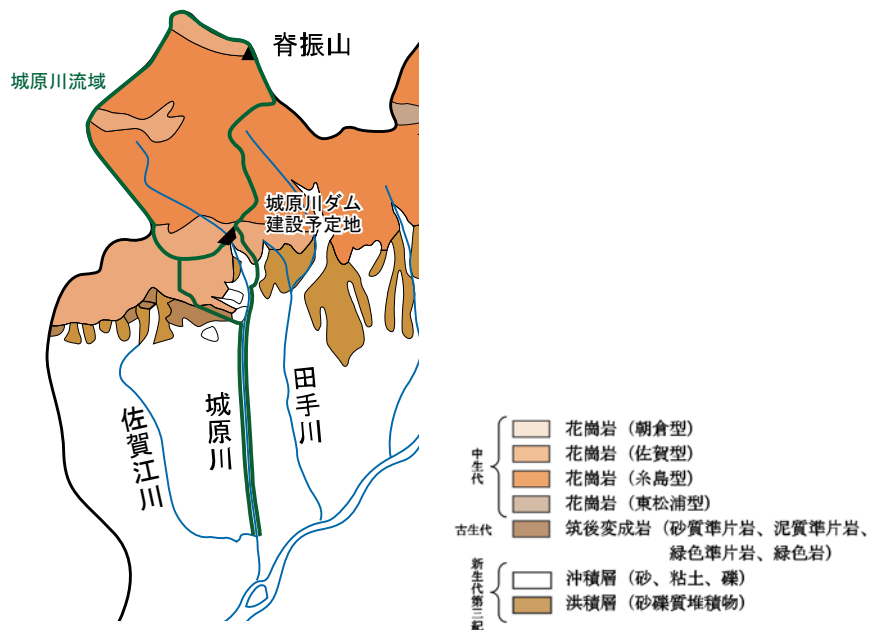 脊振山
城原川流域
城原川ダム
建設予定地
田手川
城原川
佐賀江川
中生代
花崗岩（朝倉型）
花崗岩（佐賀型）
花崗岩（糸島型）
花崗岩（東松浦型）
古生代
筑後変成岩（砂質準片岩、泥質準片岩、
緑色準片岩、緑色岩）
新生代第三紀
沖積層（砂、粘土、礫）
洪積層（砂礫質堆積物）